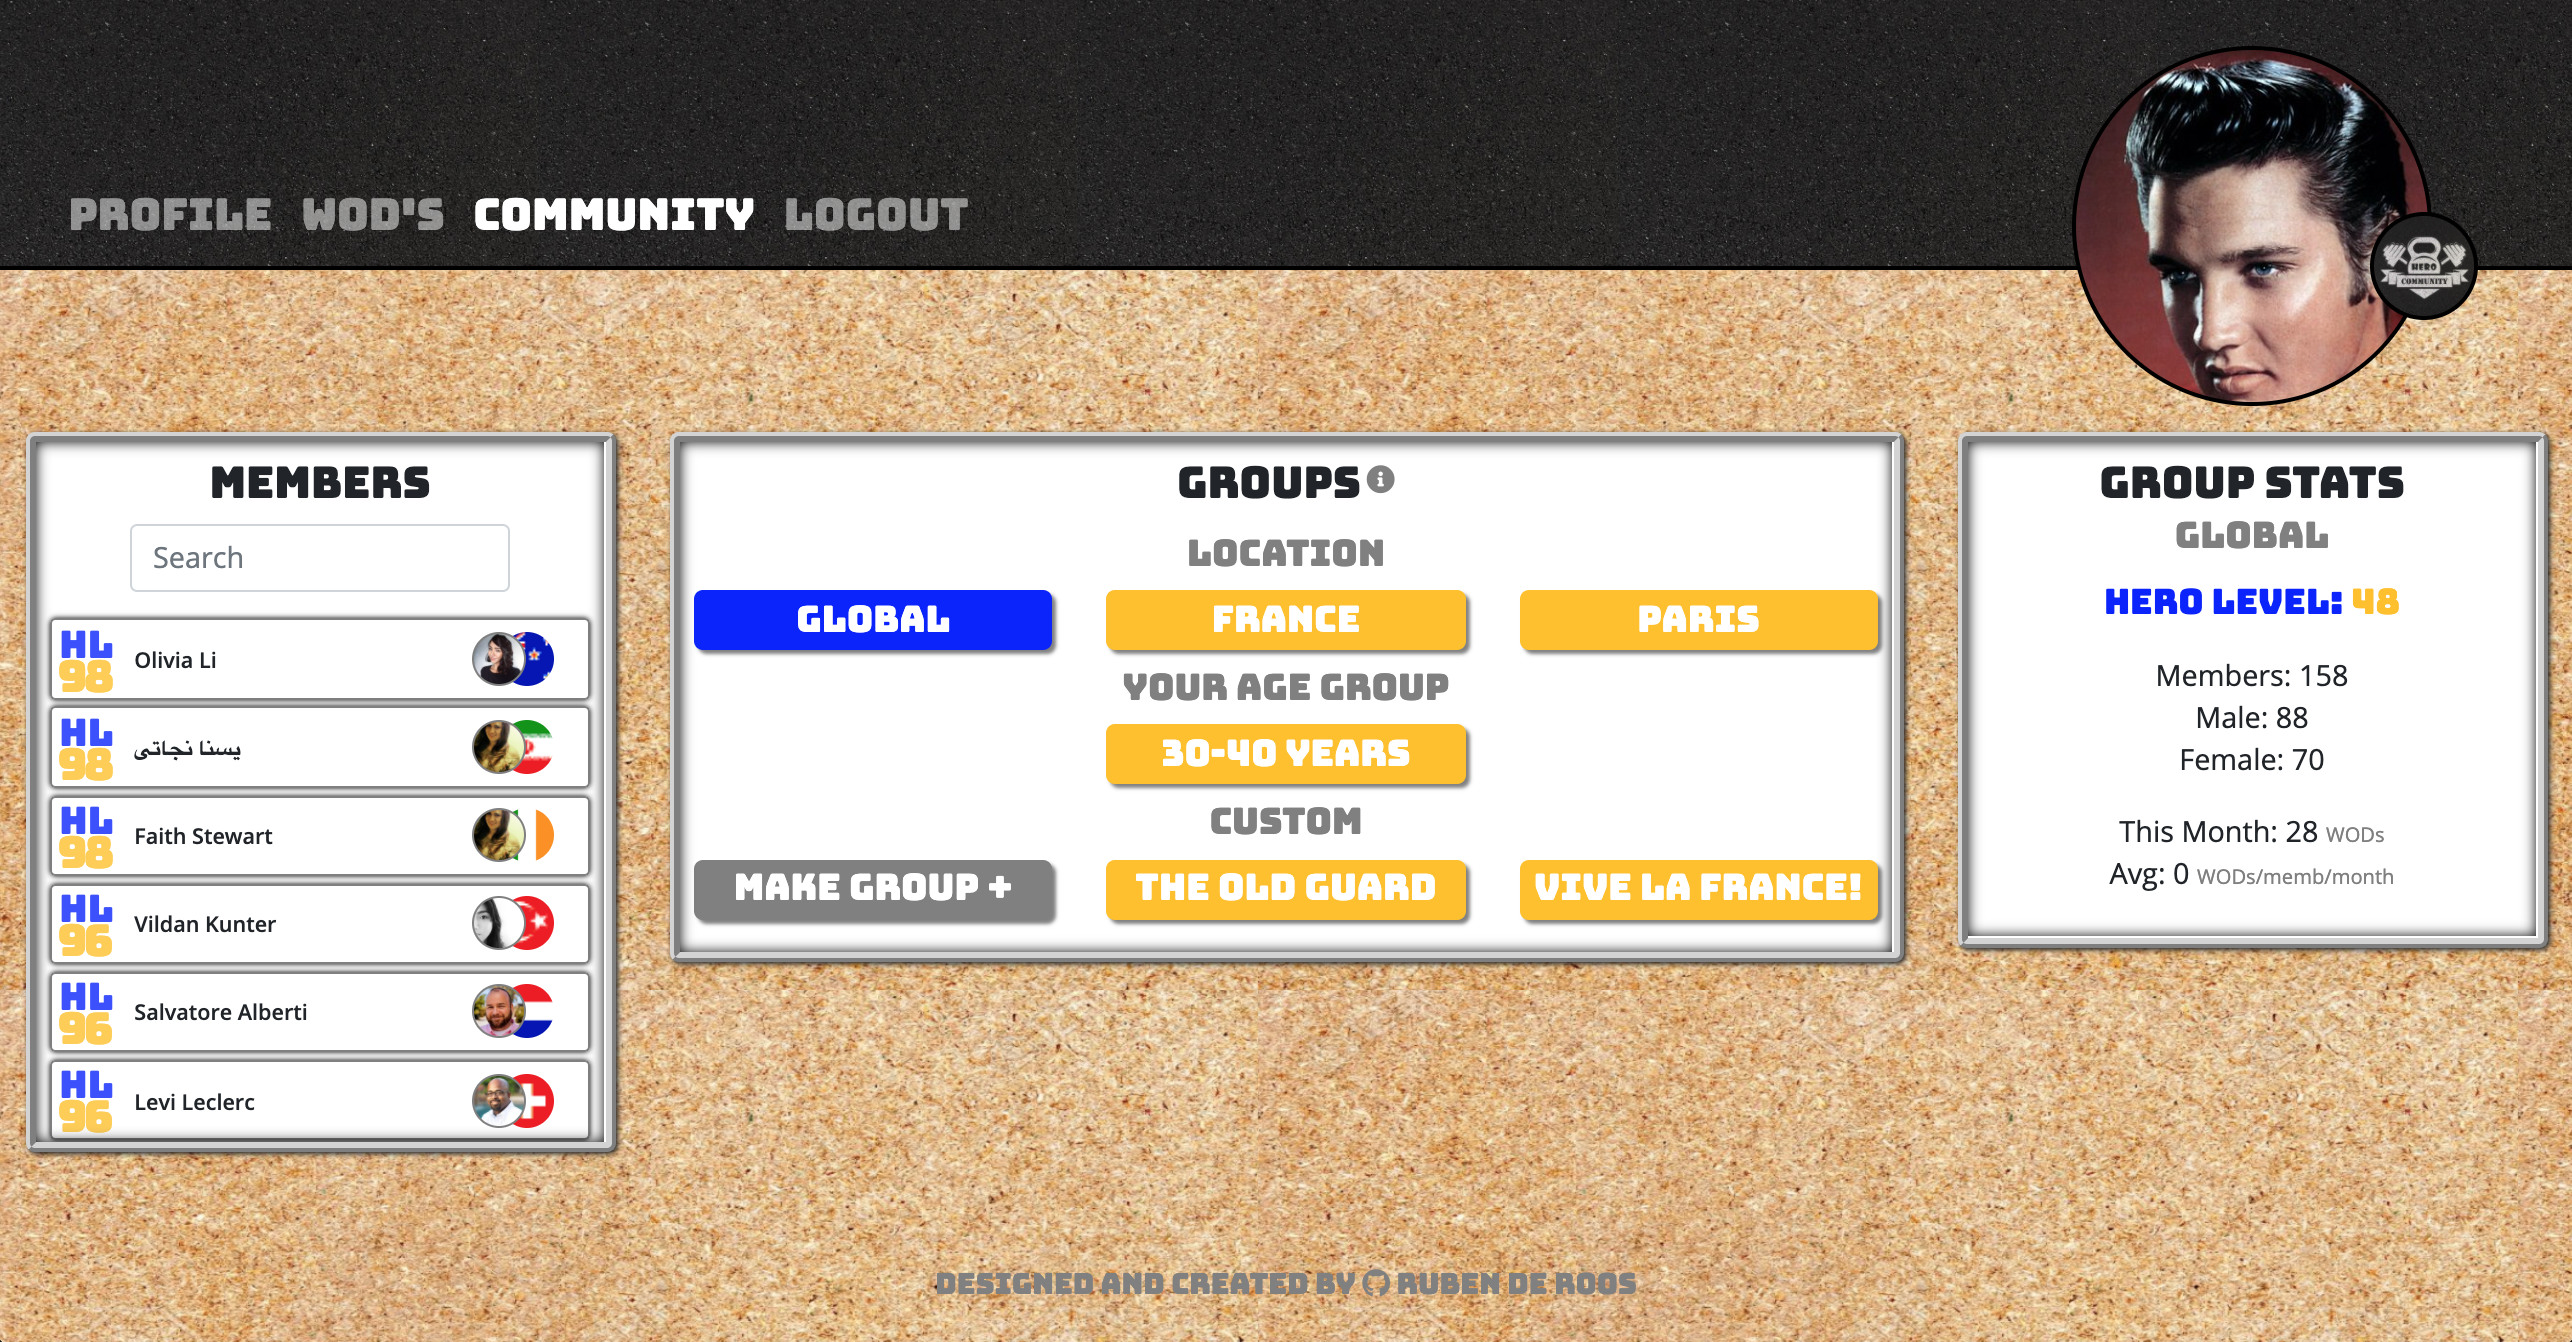 PROFILE WOD'S COMMUNITY LOGOUT
HERO
COMMUNITY
MEMBERS
Search
HL
98
Olivia Li
HL
98
یسنا نجاتی
HL
98
Faith Stewart
HL
96
Vildan Kunter
HL
96
Salvatore Alberti
HL
96
Levi Leclerc
GROUPS
LOCATION
GLOBAL
FRANCE
PARIS
YOUR AGE GROUP
30-40 YEARS
CUSTOM
MAKE GROUP +
THE OLD GUARD
VIVE LA FRANCE!
GROUP STATS
GLOBAL
HERO LEVEL: 48
Members: 158
Male: 88
Female: 70
This Month: 28 WODs
Avg: 0 WODs/memb/month
DESIGNED AND CREATED BY RUBEN DE ROOS